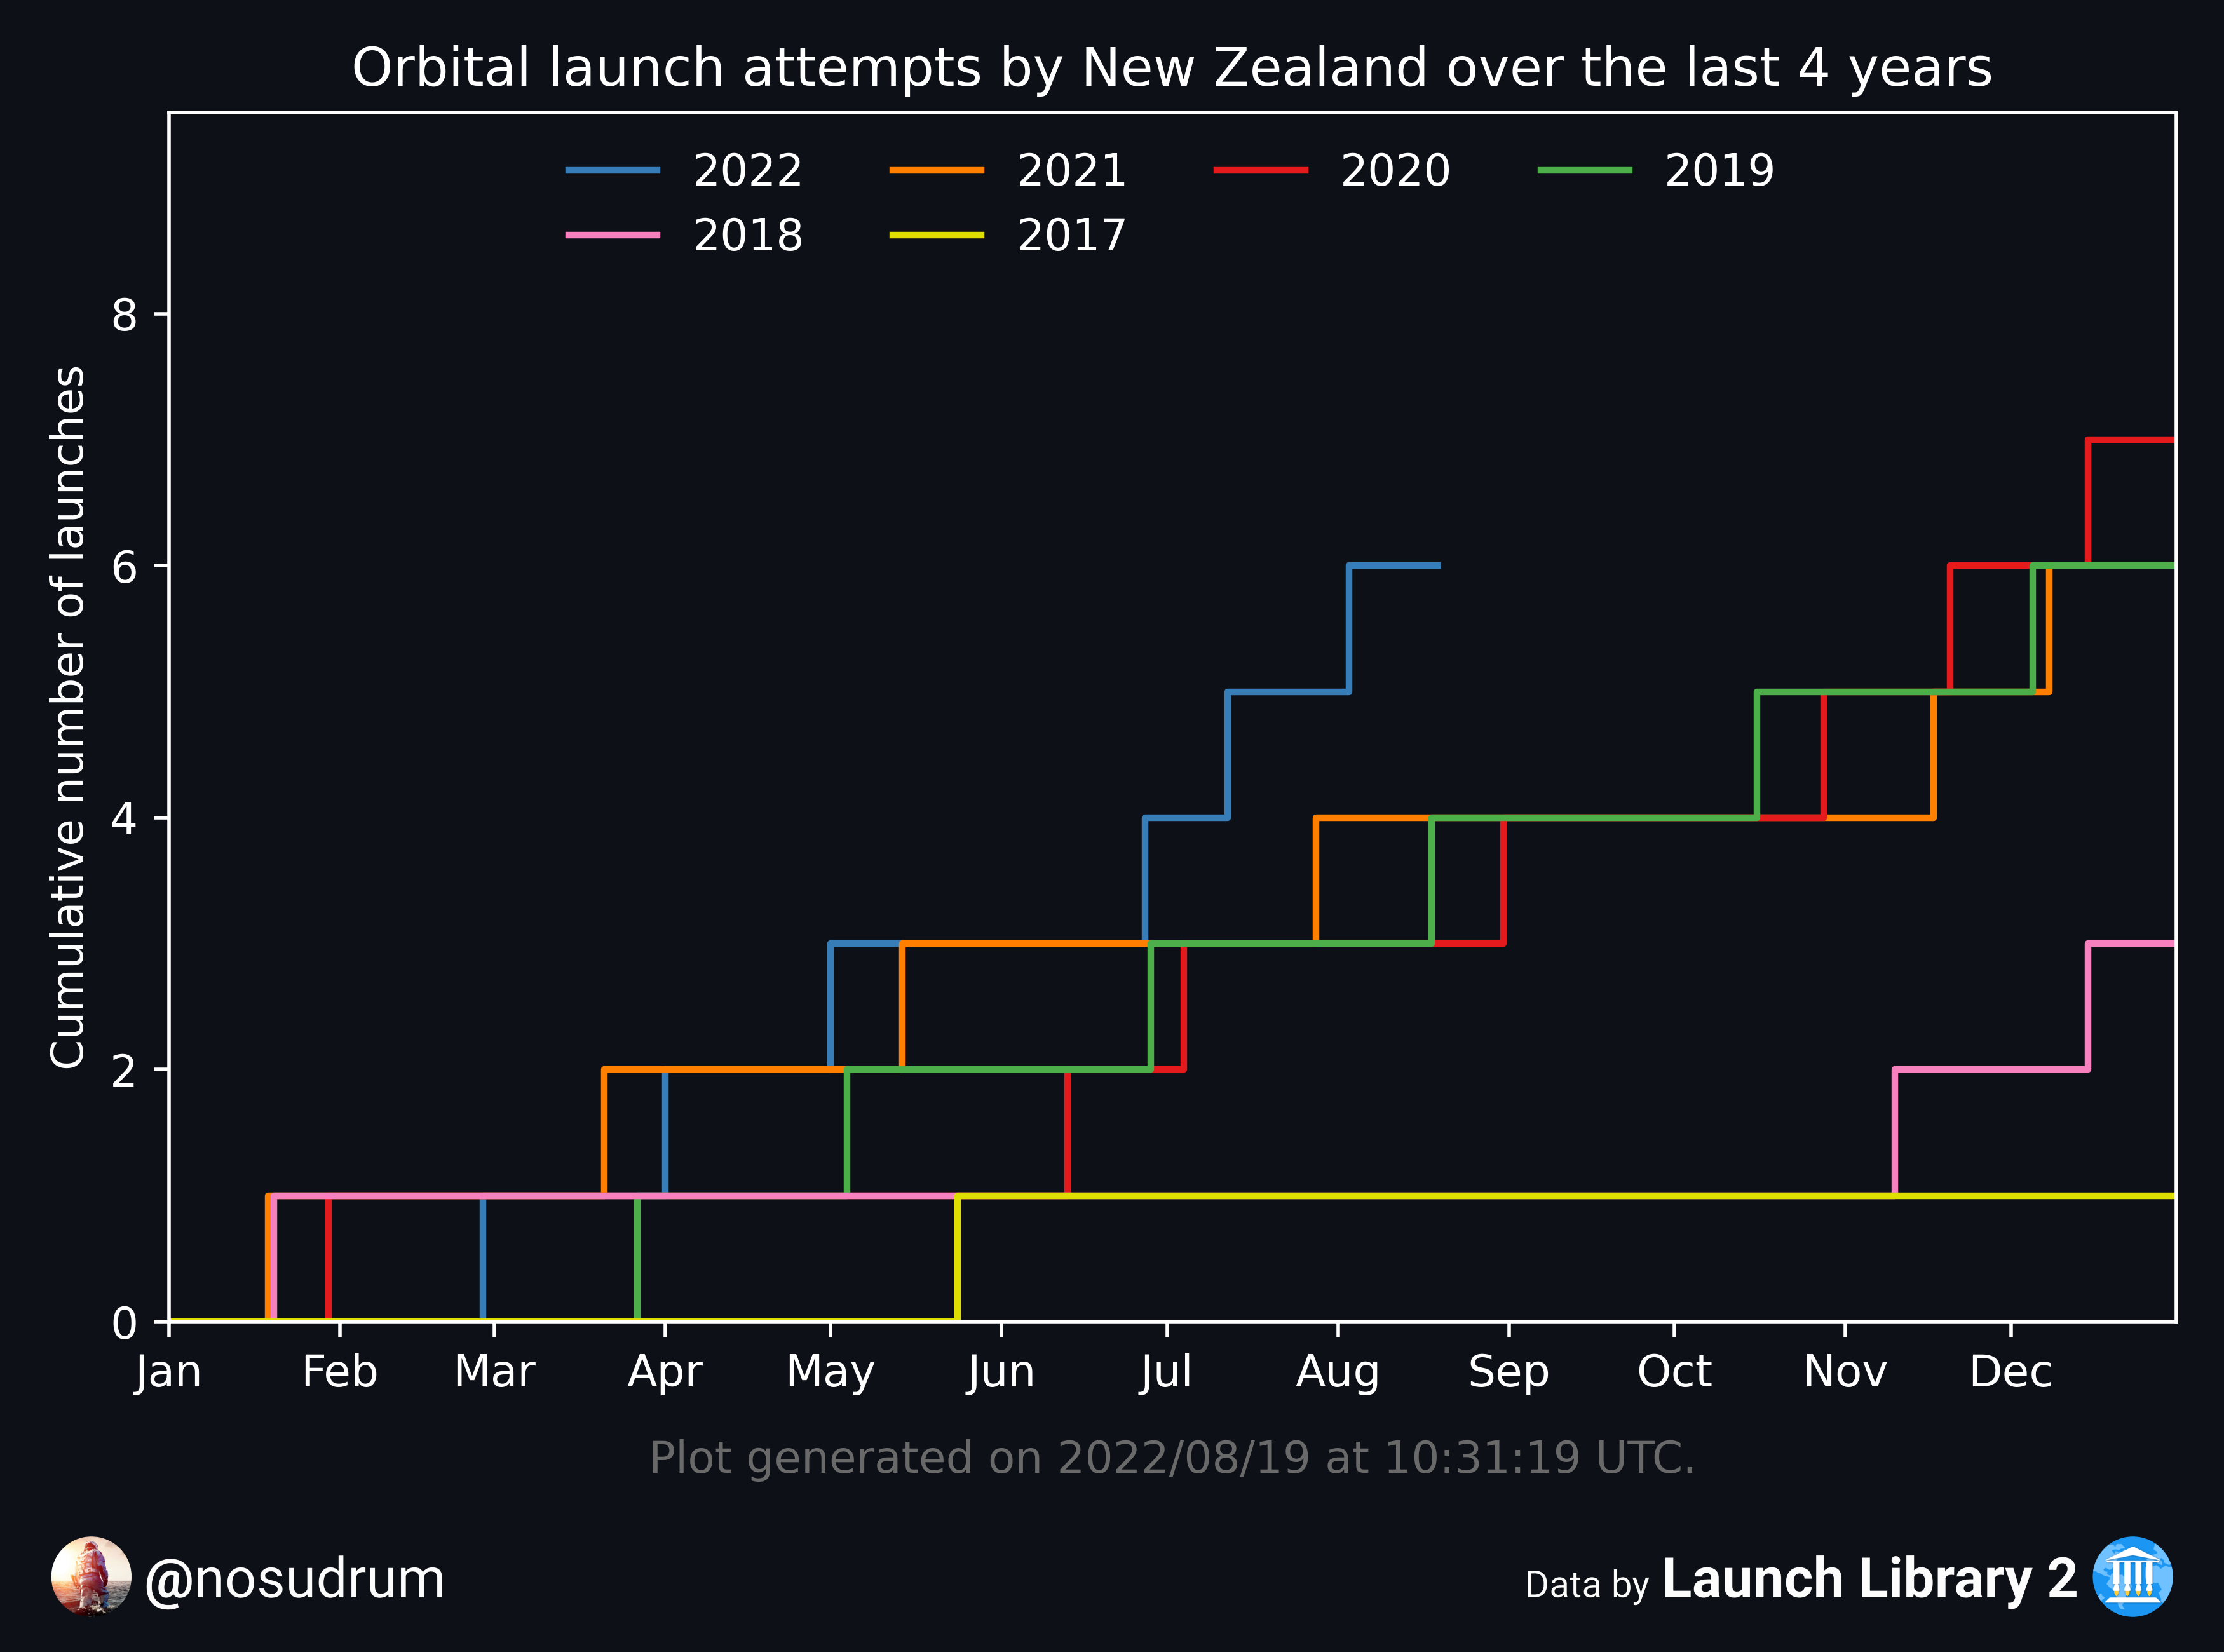 Orbital launch attempts by New Zealand over the last 4 years
2022 2021 2020 2019
2018 2017
Cumulative number of launches
8
6
4
2
0
Jan Feb Mar Apr May Jun Jul Aug Sep Oct Nov Dec
Plot generated on 2022/08/19 at 10:31:19 UTC.
@nosudrum
Data by Launch Library 2